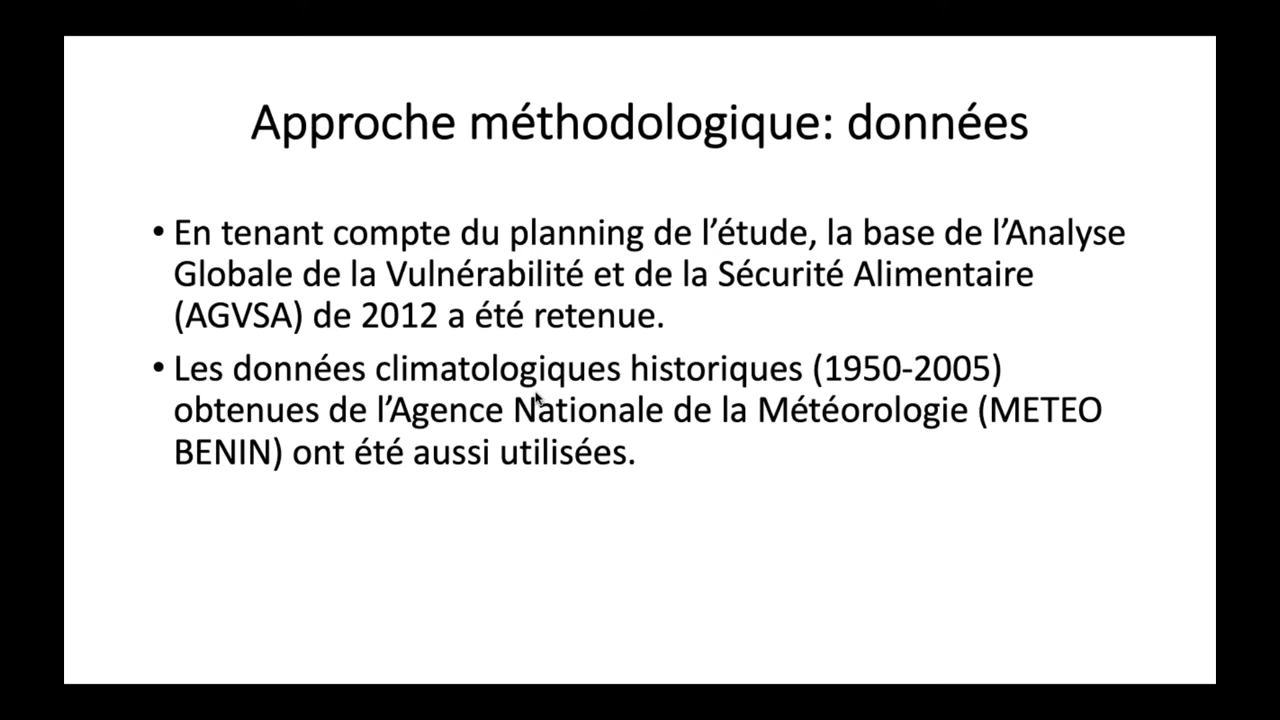 Approche méthodologique: données
• En tenant compte du planning de l’étude, la base de l’Analyse
Globale de la Vulnérabilité et de la Sécurité Alimentaire
(AGVSA) de 2012 a été retenue.
• Les données climatologiques historiques (1950-2005)
obtenues de l’Agence Nationale de la Météorologie (METEO
BENIN) ont été aussi utilisées.